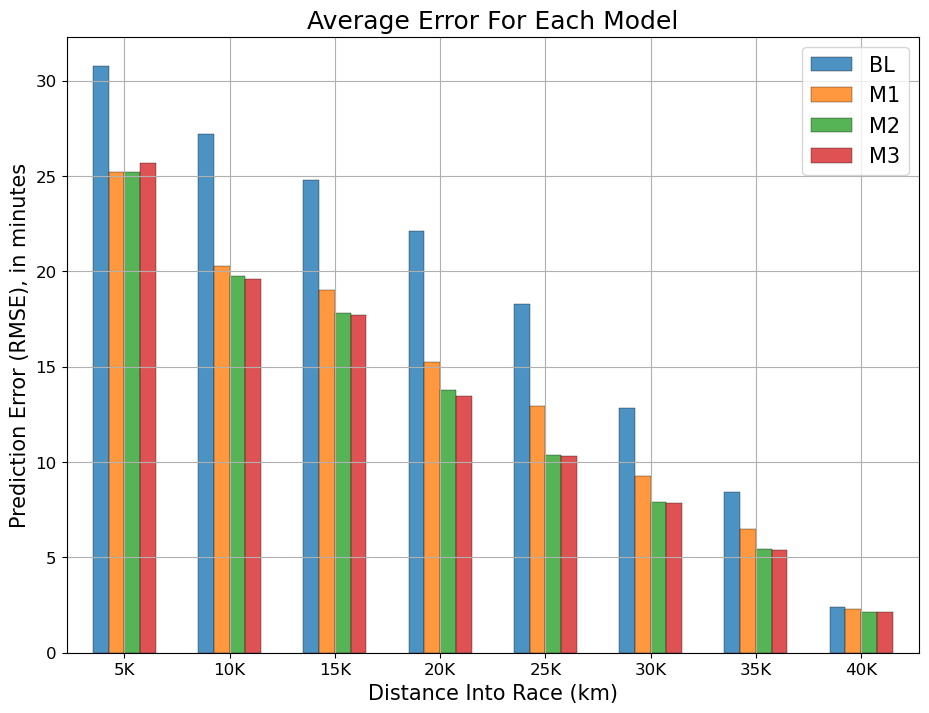 Average Error For Each Model
BL
M1
M2
M3
Prediction Error (RMSE), in minutes
30
25
20
15
10
5
0
5K 10K 15K 20K 25K 30K 35K 40K
Distance Into Race (km)